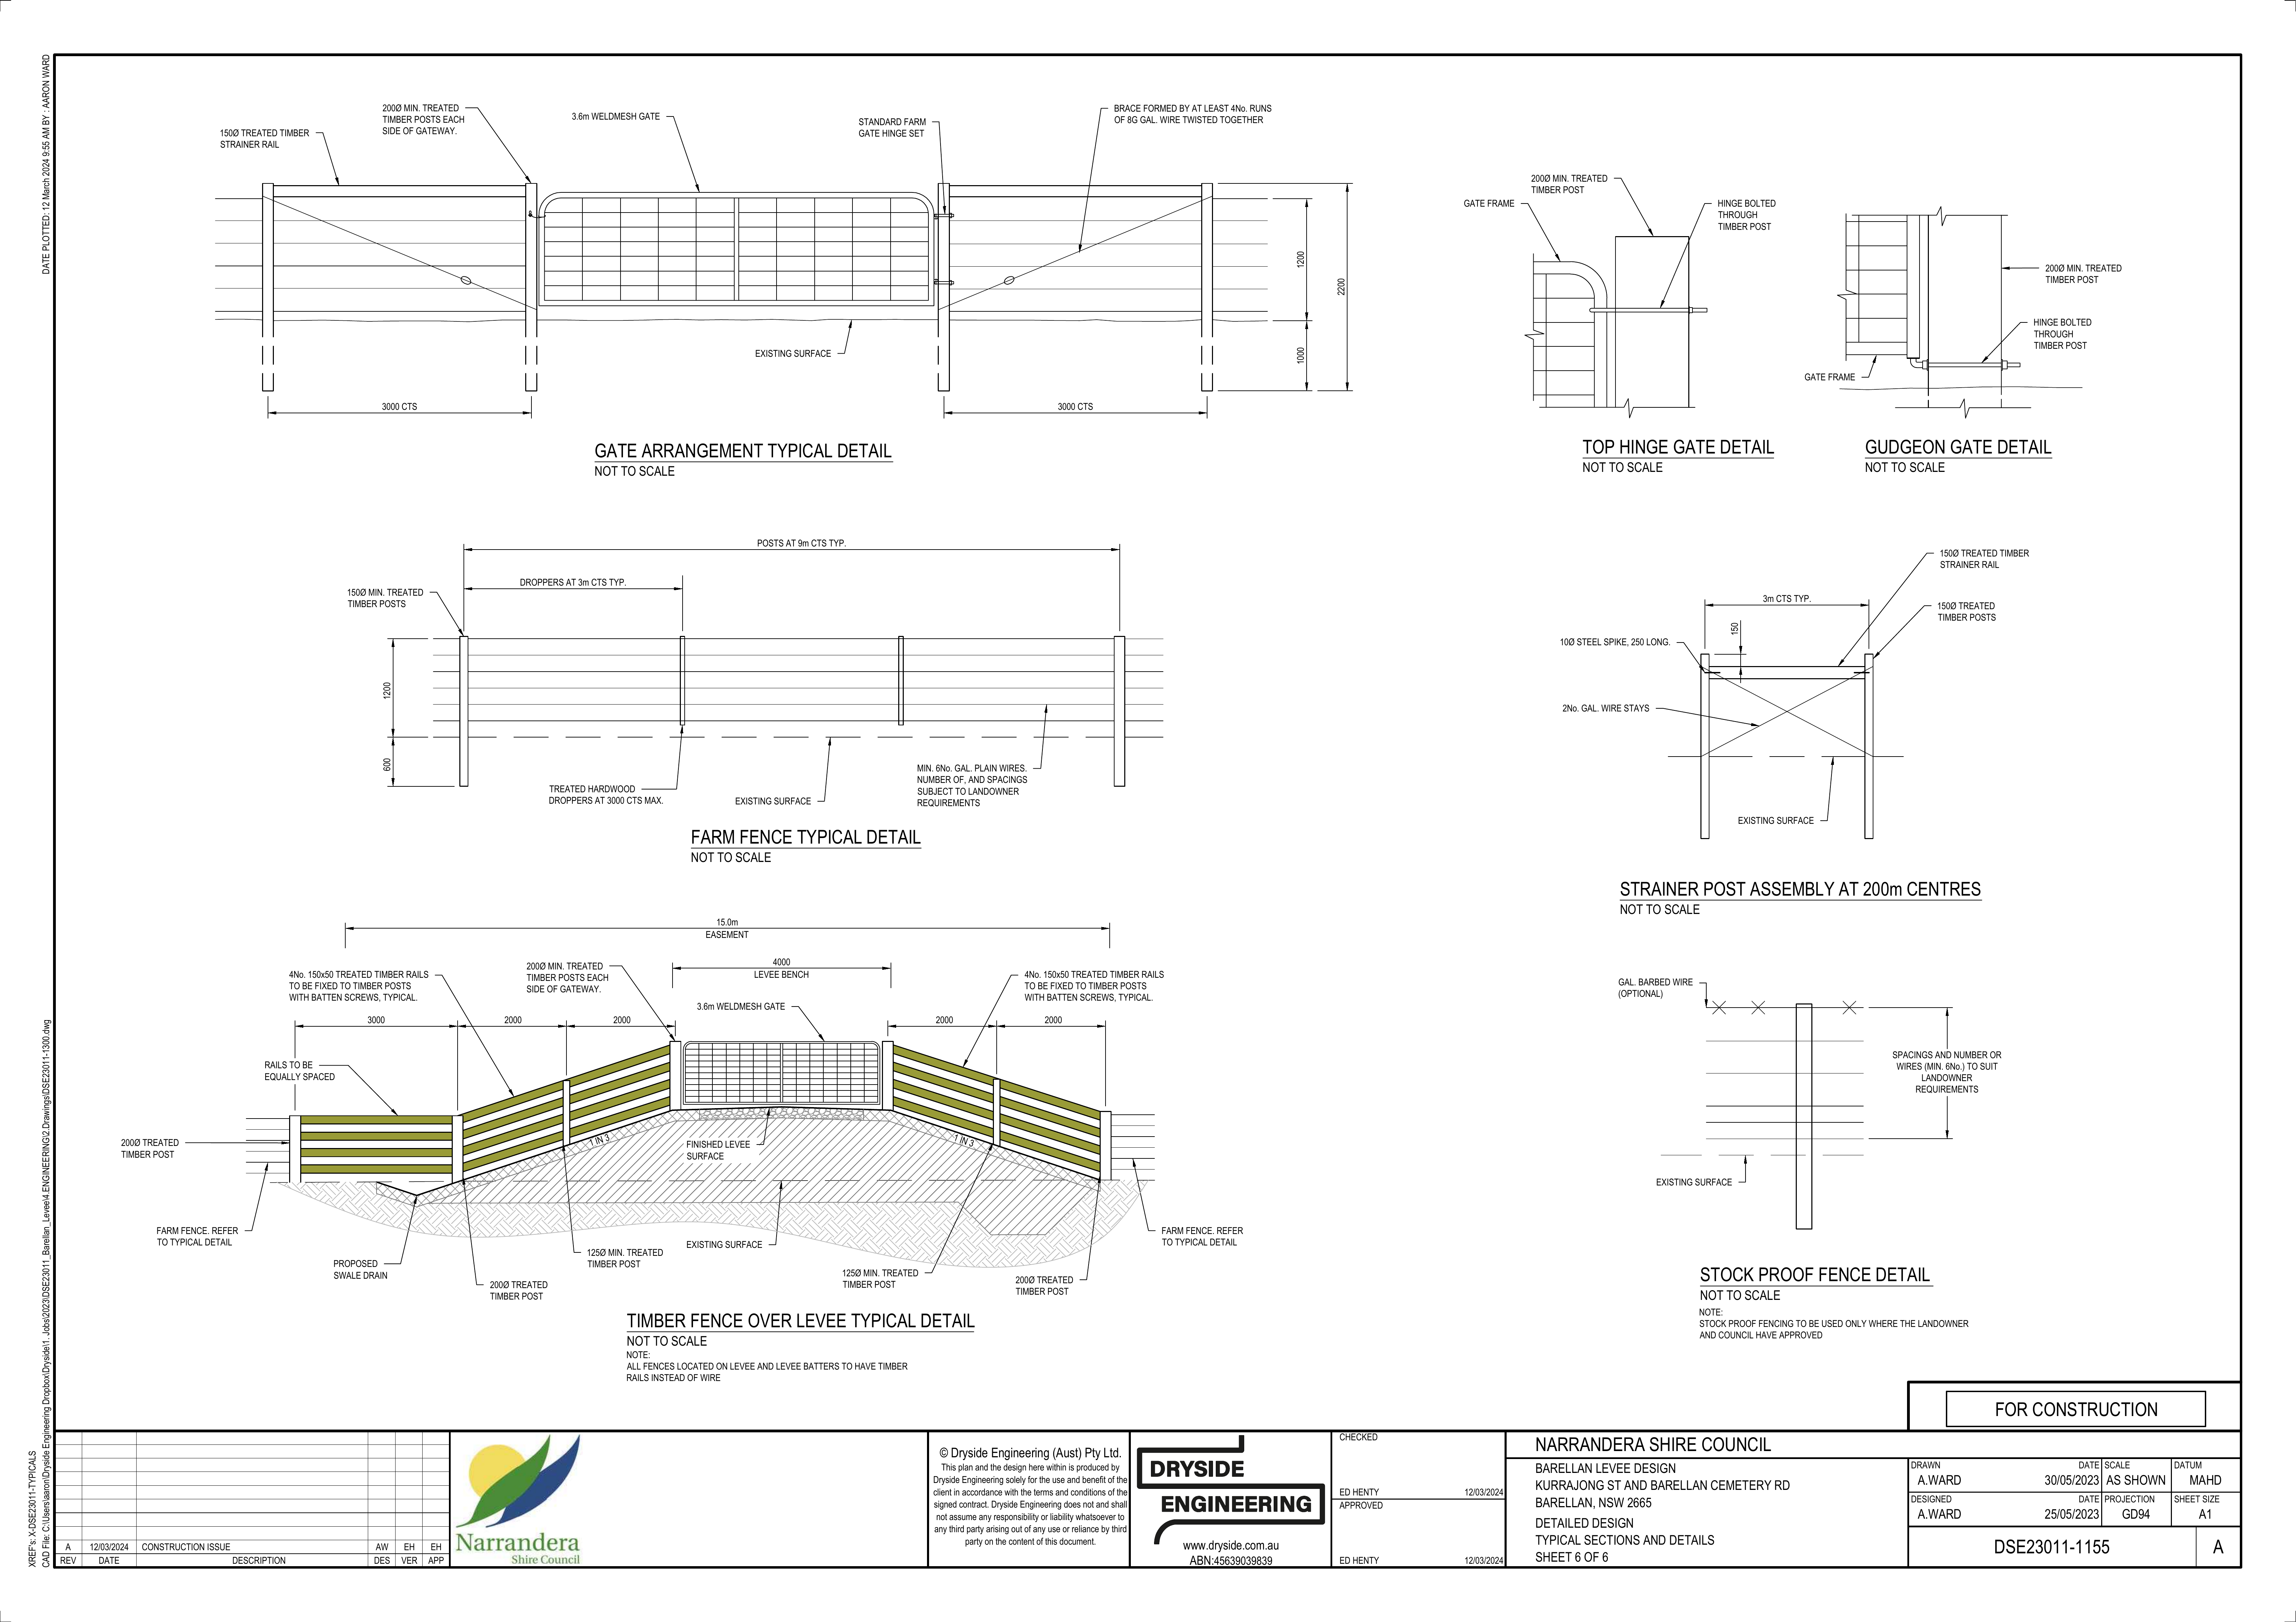 DATE PLOTTED: 12 March 2024 9:55 AM BY : AARON WARD
XREF's: X-DSE23011-TYPICALS
CAD File: C:\Users\aaron\Dryside Engineering Dropbox\Dryside\1. Jobs\2023\DSE23011_Barellan_Levee\4.ENGINEERING\2.Drawings\DSE23011-1300.dwg
150Ø TREATED TIMBER
STRAINER RAIL
200Ø MIN. TREATED
TIMBER POSTS EACH
SIDE OF GATEWAY.
3.6m WELDMESH GATE
STANDARD FARM
GATE HINGE SET
BRACE FORMED BY AT LEAST 4No. RUNS
OF 8G GAL. WIRE TWISTED TOGETHER
EXISTING SURFACE
1200
1000
2200
3000 CTS
3000 CTS
GATE ARRANGEMENT TYPICAL DETAIL
NOT TO SCALE
200Ø MIN. TREATED
TIMBER POST
GATE FRAME
HINGE BOLTED
THROUGH
TIMBER POST
TOP HINGE GATE DETAIL
NOT TO SCALE
200Ø MIN. TREATED
TIMBER POST
HINGE BOLTED
THROUGH
TIMBER POST
GATE FRAME
GUDGEON GATE DETAIL
NOT TO SCALE
POSTS AT 9m CTS TYP.
DROPPERS AT 3m CTS TYP.
150Ø MIN. TREATED
TIMBER POSTS
1200
600
TREATED HARDWOOD
DROPPERS AT 3000 CTS MAX.
EXISTING SURFACE
MIN. 6No. GAL. PLAIN WIRES.
NUMBER OF, AND SPACINGS
SUBJECT TO LANDOWNER
REQUIREMENTS
FARM FENCE TYPICAL DETAIL
NOT TO SCALE
150Ø TREATED TIMBER
STRAINER RAIL
3m CTS TYP.
150Ø TREATED
TIMBER POSTS
150
10Ø STEEL SPIKE, 250 LONG.
2No. GAL. WIRE STAYS
EXISTING SURFACE
STRAINER POST ASSEMBLY AT 200m CENTRES
NOT TO SCALE
15.0m
EASEMENT
4000
LEVEE BENCH
4No. 150x50 TREATED TIMBER RAILS
TO BE FIXED TO TIMBER POSTS
WITH BATTEN SCREWS, TYPICAL.
200Ø MIN. TREATED
TIMBER POSTS EACH
SIDE OF GATEWAY.
3.6m WELDMESH GATE
4No. 150x50 TREATED TIMBER RAILS
TO BE FIXED TO TIMBER POSTS
WITH BATTEN SCREWS, TYPICAL.
3000
2000
2000
2000
2000
RAILS TO BE
EQUALLY SPACED
200Ø TREATED
TIMBER POST
1 IN 3
1 IN 3
FINISHED LEVEE
SURFACE
FARM FENCE. REFER
TO TYPICAL DETAIL
PROPOSED
SWALE DRAIN
200Ø TREATED
TIMBER POST
125Ø MIN. TREATED
TIMBER POST
EXISTING SURFACE
125Ø MIN. TREATED
TIMBER POST
200Ø TREATED
TIMBER POST
FARM FENCE. REFER
TO TYPICAL DETAIL
TIMBER FENCE OVER LEVEE TYPICAL DETAIL
NOT TO SCALE
NOTE:
ALL FENCES LOCATED ON LEVEE AND LEVEE BATTERS TO HAVE TIMBER
RAILS INSTEAD OF WIRE
GAL. BARBED WIRE
(OPTIONAL)
SPACINGS AND NUMBER OR
WIRES (MIN. 6No.) TO SUIT
LANDOWNER
REQUIREMENTS
EXISTING SURFACE
STOCK PROOF FENCE DETAIL
NOT TO SCALE
NOTE:
STOCK PROOF FENCING TO BE USED ONLY WHERE THE LANDOWNER
AND COUNCIL HAVE APPROVED
FOR CONSTRUCTION
A 12/03/2024 CONSTRUCTION ISSUE AW EH EH
REV DATE DESCRIPTION DES VER APP
Narrandera
Shire Council
© Dryside Engineering (Aust) Pty Ltd.
This plan and the design here within is produced by
Dryside Engineering solely for the use and benefit of the
client in accordance with the terms and conditions of the
signed contract. Dryside Engineering does not and shall
not assume any responsibility or liability whatsoever to
any third party arising out of any use or reliance by third
party on the content of this document.
DRYSIDE
ENGINEERING
www.dryside.com.au
ABN:45639039839
CHECKED
ED HENTY 12/03/2024
APPROVED
ED HENTY 12/03/2024
NARRANDERA SHIRE COUNCIL
BARELLAN LEVEE DESIGN
KURRAJONG ST AND BARELLAN CEMETERY RD
BARELLAN, NSW 2665
DETAILED DESIGN
TYPICAL SECTIONS AND DETAILS
SHEET 6 OF 6
DRAWN DATE SCALE DATUM
A.WARD 30/05/2023 AS SHOWN MAHD
DESIGNED DATE PROJECTION SHEET SIZE
A.WARD 25/05/2023 GD94 A1
DSE23011-1155 A